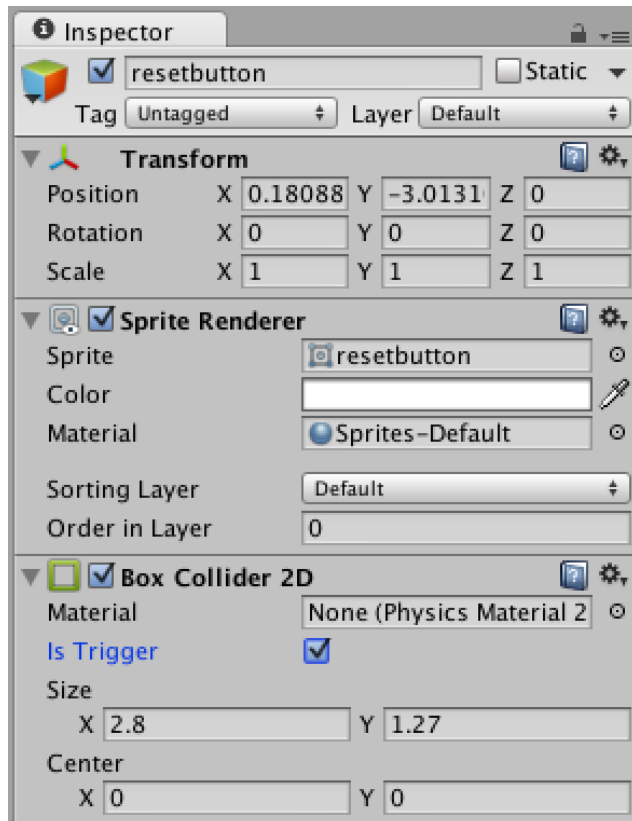 Inspector
resetbutton Static
Tag Untagged Layer Default
Transform
Position X 0.18088 Y -3.0131 Z 0
Rotation X 0 Y 0 Z 0
Scale X 1 Y 1 Z 1
Sprite Renderer
Sprite resetbutton
Color
Material Sprites-Default
Sorting Layer Default
Order in Layer 0
Box Collider 2D
Material None (Physics Material 2
Is Trigger
Size
X 2.8 Y 1.27
Center
X 0 Y 0